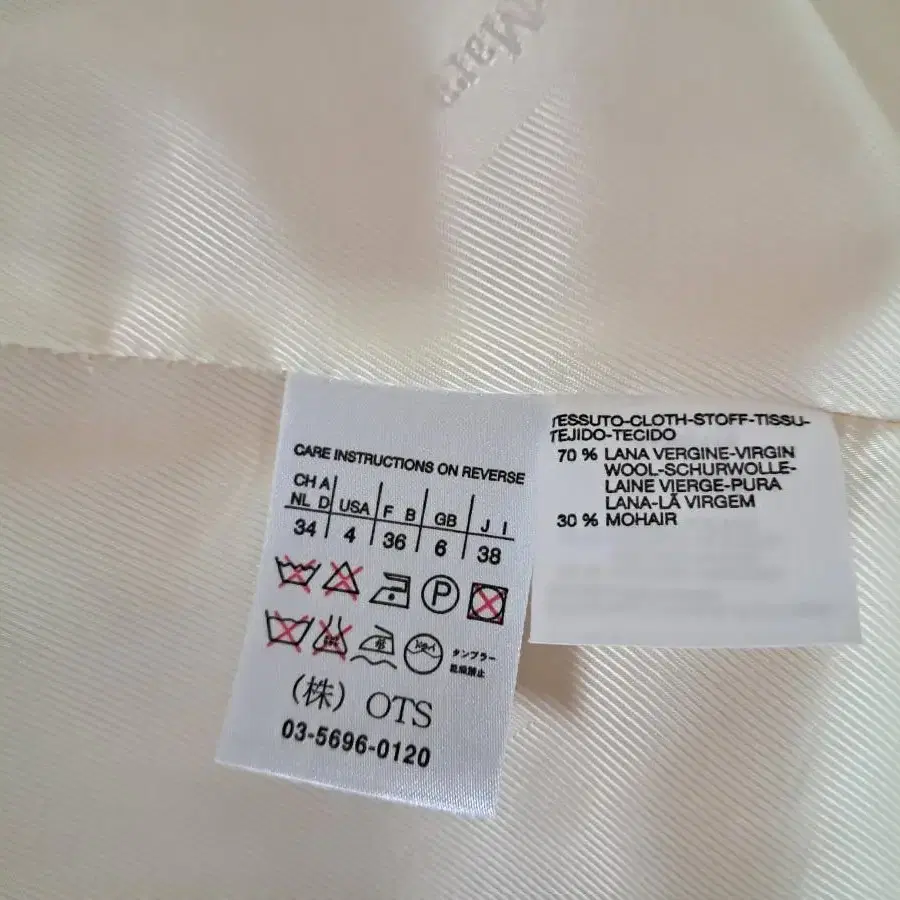 Mar
CARE INSTRUCTIONS ON REVERSE
CH A
NL D USA F B GB J I
34 4 36 6 38
P
タンブラー
乾燥禁止
(株) OTS
03-5696-0120
TESSUTO-CLOTH-STOFF-TISSU-
TEJIDO-TECIDO
70 % LANA VERGINE-VIRGIN
WOOL-SCHURWOLLE-
LAINE VIERGE-PURA
LANA-LÃ VIRGEM
30 % MOHAIR